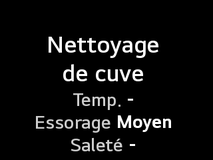 Nettoyage
de cuve
Temp. -
Essorage Moyen
Saleté -